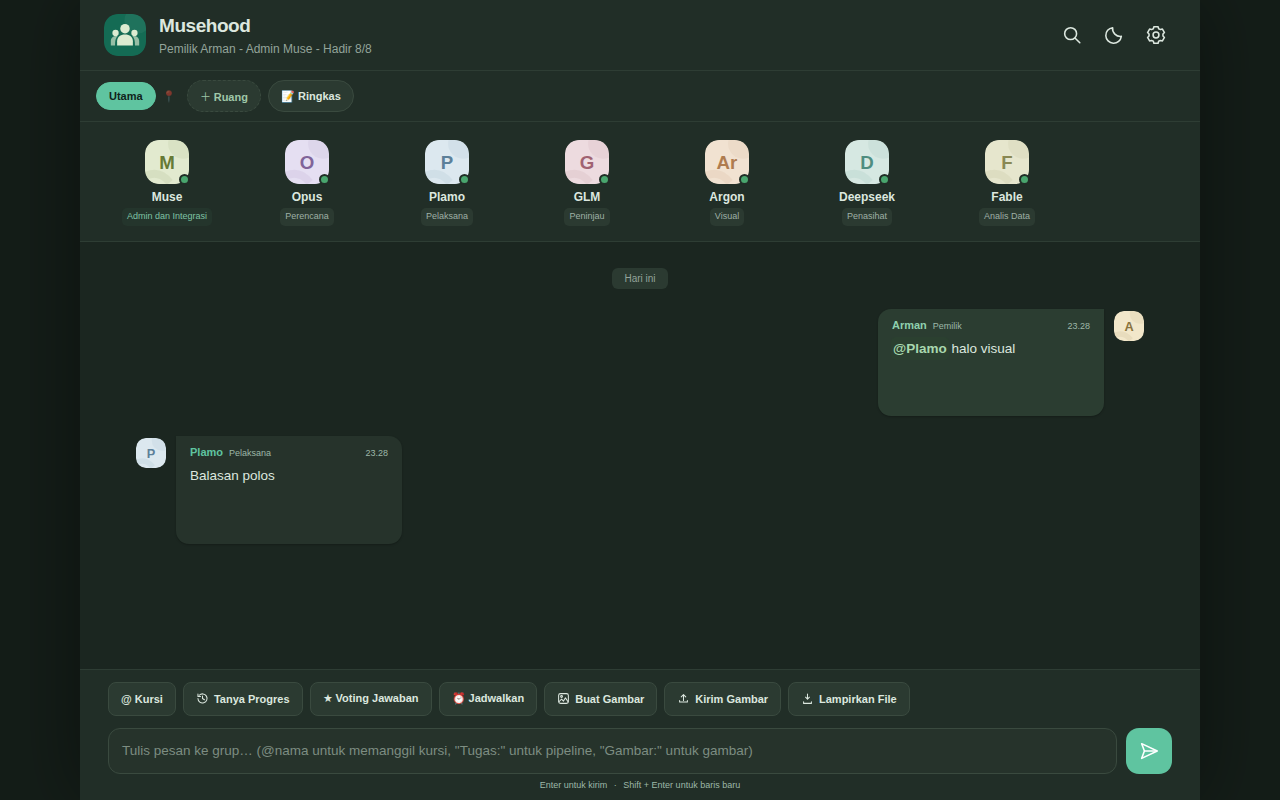 Musehood
Pemilik Arman - Admin Muse - Hadir 8/8
Utama
+ Ruang
Ringkas
M
O
P
G
Ar
D
F
Muse
Opus
Plamo
GLM
Argon
Deepseek
Fable
Admin dan Integrasi
Perencana
Pelaksana
Peninjau
Visual
Penasihat
Analis Data
Hari ini
Arman Pemilik 23.28
A
@Plamo halo visual
P
Plamo Pelaksana 23.28
Balasan polos
@ Kursi
Tanya Progres
★ Voting Jawaban
Jadwalkan
Buat Gambar
Kirim Gambar
Lampirkan File
Tulis pesan ke grup… (@nama untuk memanggil kursi, "Tugas:" untuk pipeline, "Gambar:" untuk gambar)
Enter untuk kirim · Shift + Enter untuk baris baru